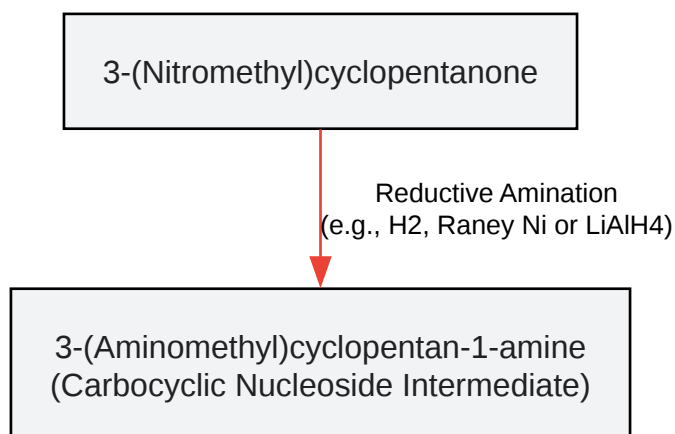 3-(Nitromethyl)cyclopentanone
Reductive Amination
(e.g., H2, Raney Ni or LiAlH4)
3-(Aminomethyl)cyclopentan-1-amine
(Carbocyclic Nucleoside Intermediate)